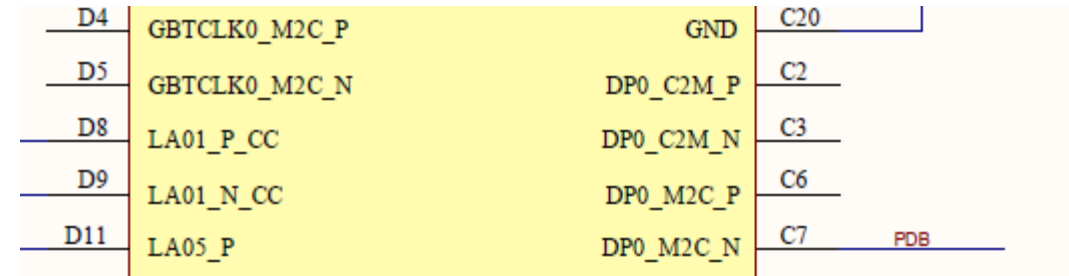 D4 GBTCLK0_M2C_P GND C20
D5 GBTCLK0_M2C_N DP0_C2M_P C2
D8 LA01_P_CC DP0_C2M_N C3
D9 LA01_N_CC DP0_M2C_P C6
D11 LA05_P DP0_M2C_N C7 PDB